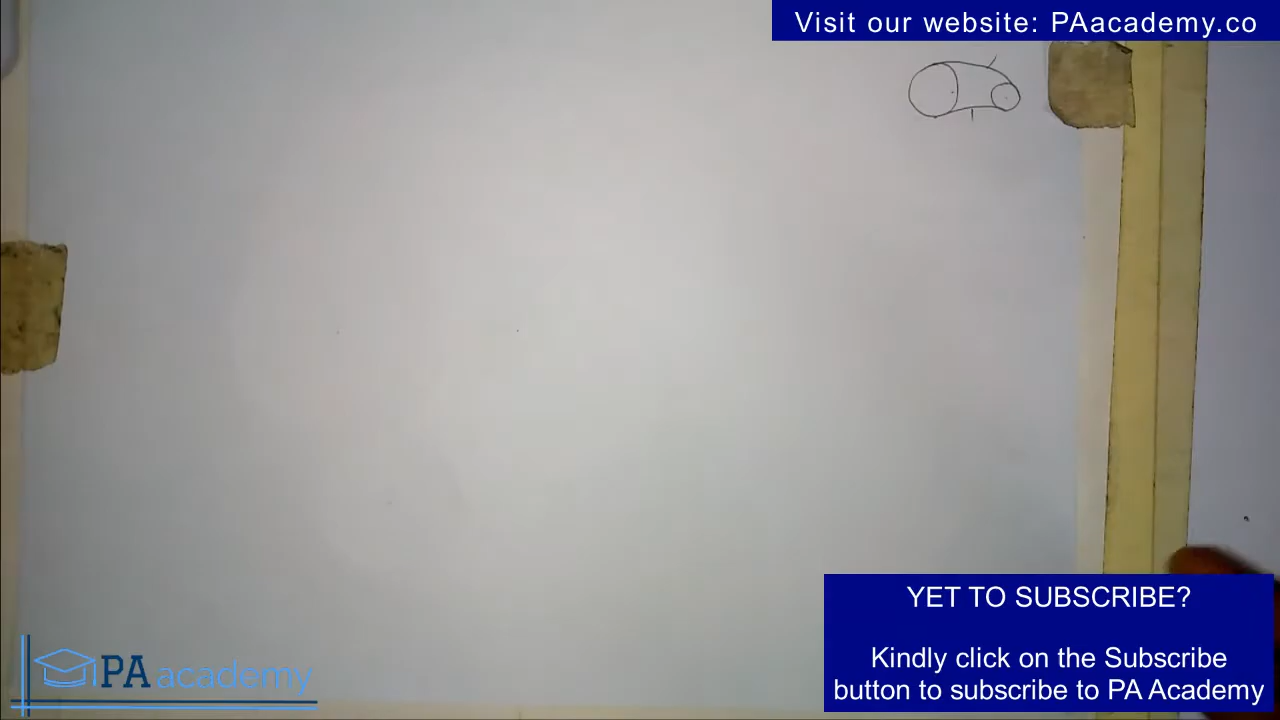 Visit our website: PAacademy.co
YET TO SUBSCRIBE?
Kindly click on the Subscribe
button to subscribe to PA Academy
PA academy